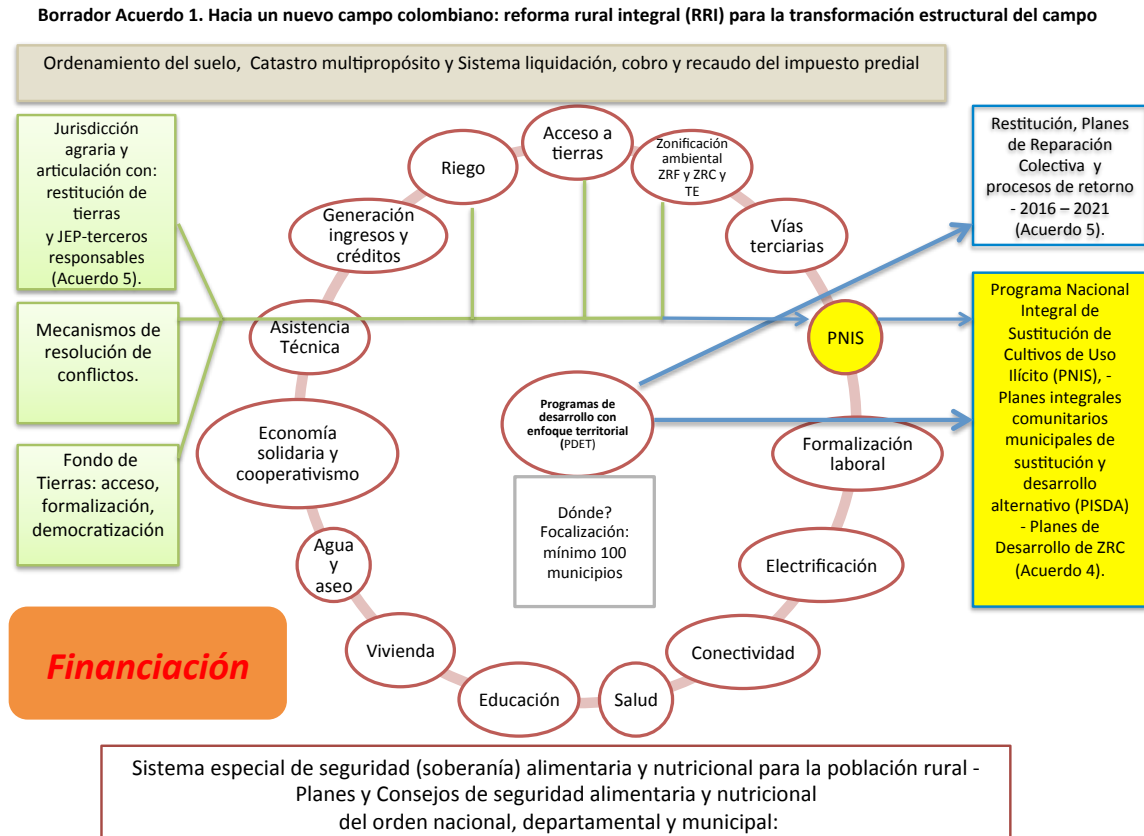 Borrador Acuerdo 1. Hacia un nuevo campo colombiano: reforma rural integral (RRI) para la transformación estructural del campo
Ordenamiento del suelo, Catastro multipropósito y Sistema liquidación, cobro y recaudo del impuesto predial
Jurisdicción
agraria y
articulación con:
restitución de
tierras
y JEP-terceros
responsables
(Acuerdo 5).
Mecanismos de
resolución de
conflictos.
Fondo de
Tierras: acceso,
formalización,
democratización
Financiación
Acceso a
tierras
Zonificación
ambiental
ZRF y ZRC y
TE
Vías
terciarias
PNIS
Formalización
laboral
Electrificación
Conectividad
Salud
Educación
Vivienda
Agua
y
aseo
Economía
solidaria y
cooperativismo
Asistencia
Técnica
Generación
ingresos y
créditos
Riego
Programas de
desarrollo con
enfoque territorial
(PDET)
Dónde?
Focalización:
mínimo 100
municipios
Restitución, Planes
de Reparación
Colectiva y
procesos de retorno
- 2016 – 2021
(Acuerdo 5).
Programa Nacional
Integral de
Sustitución de
Cultivos de Uso
Ilícito (PNIS), -
Planes integrales
comunitarios
municipales de
sustitución y
desarrollo
alternativo (PISDA)
- Planes de
Desarrollo de ZRC
(Acuerdo 4).
Sistema especial de seguridad (soberanía) alimentaria y nutricional para la población rural -
Planes y Consejos de seguridad alimentaria y nutricional
del orden nacional, departamental y municipal: